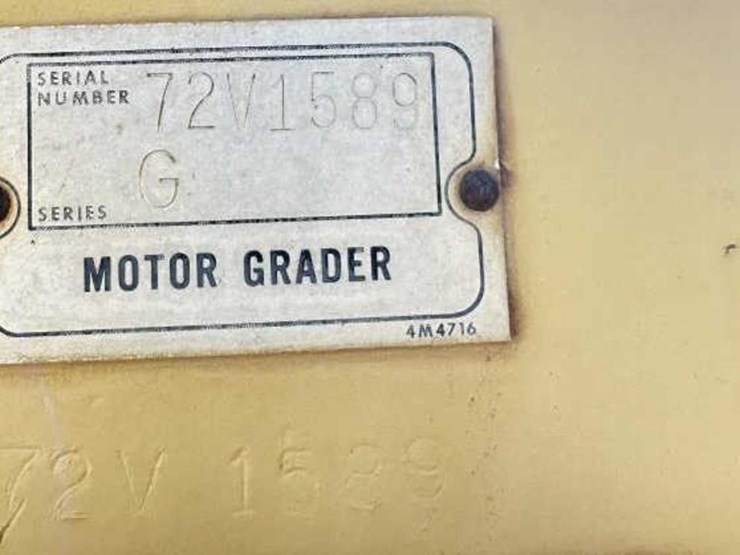 SERIAL
NUMBER 72V1589
G
SERIES
MOTOR GRADER
4M4716
72V 1589